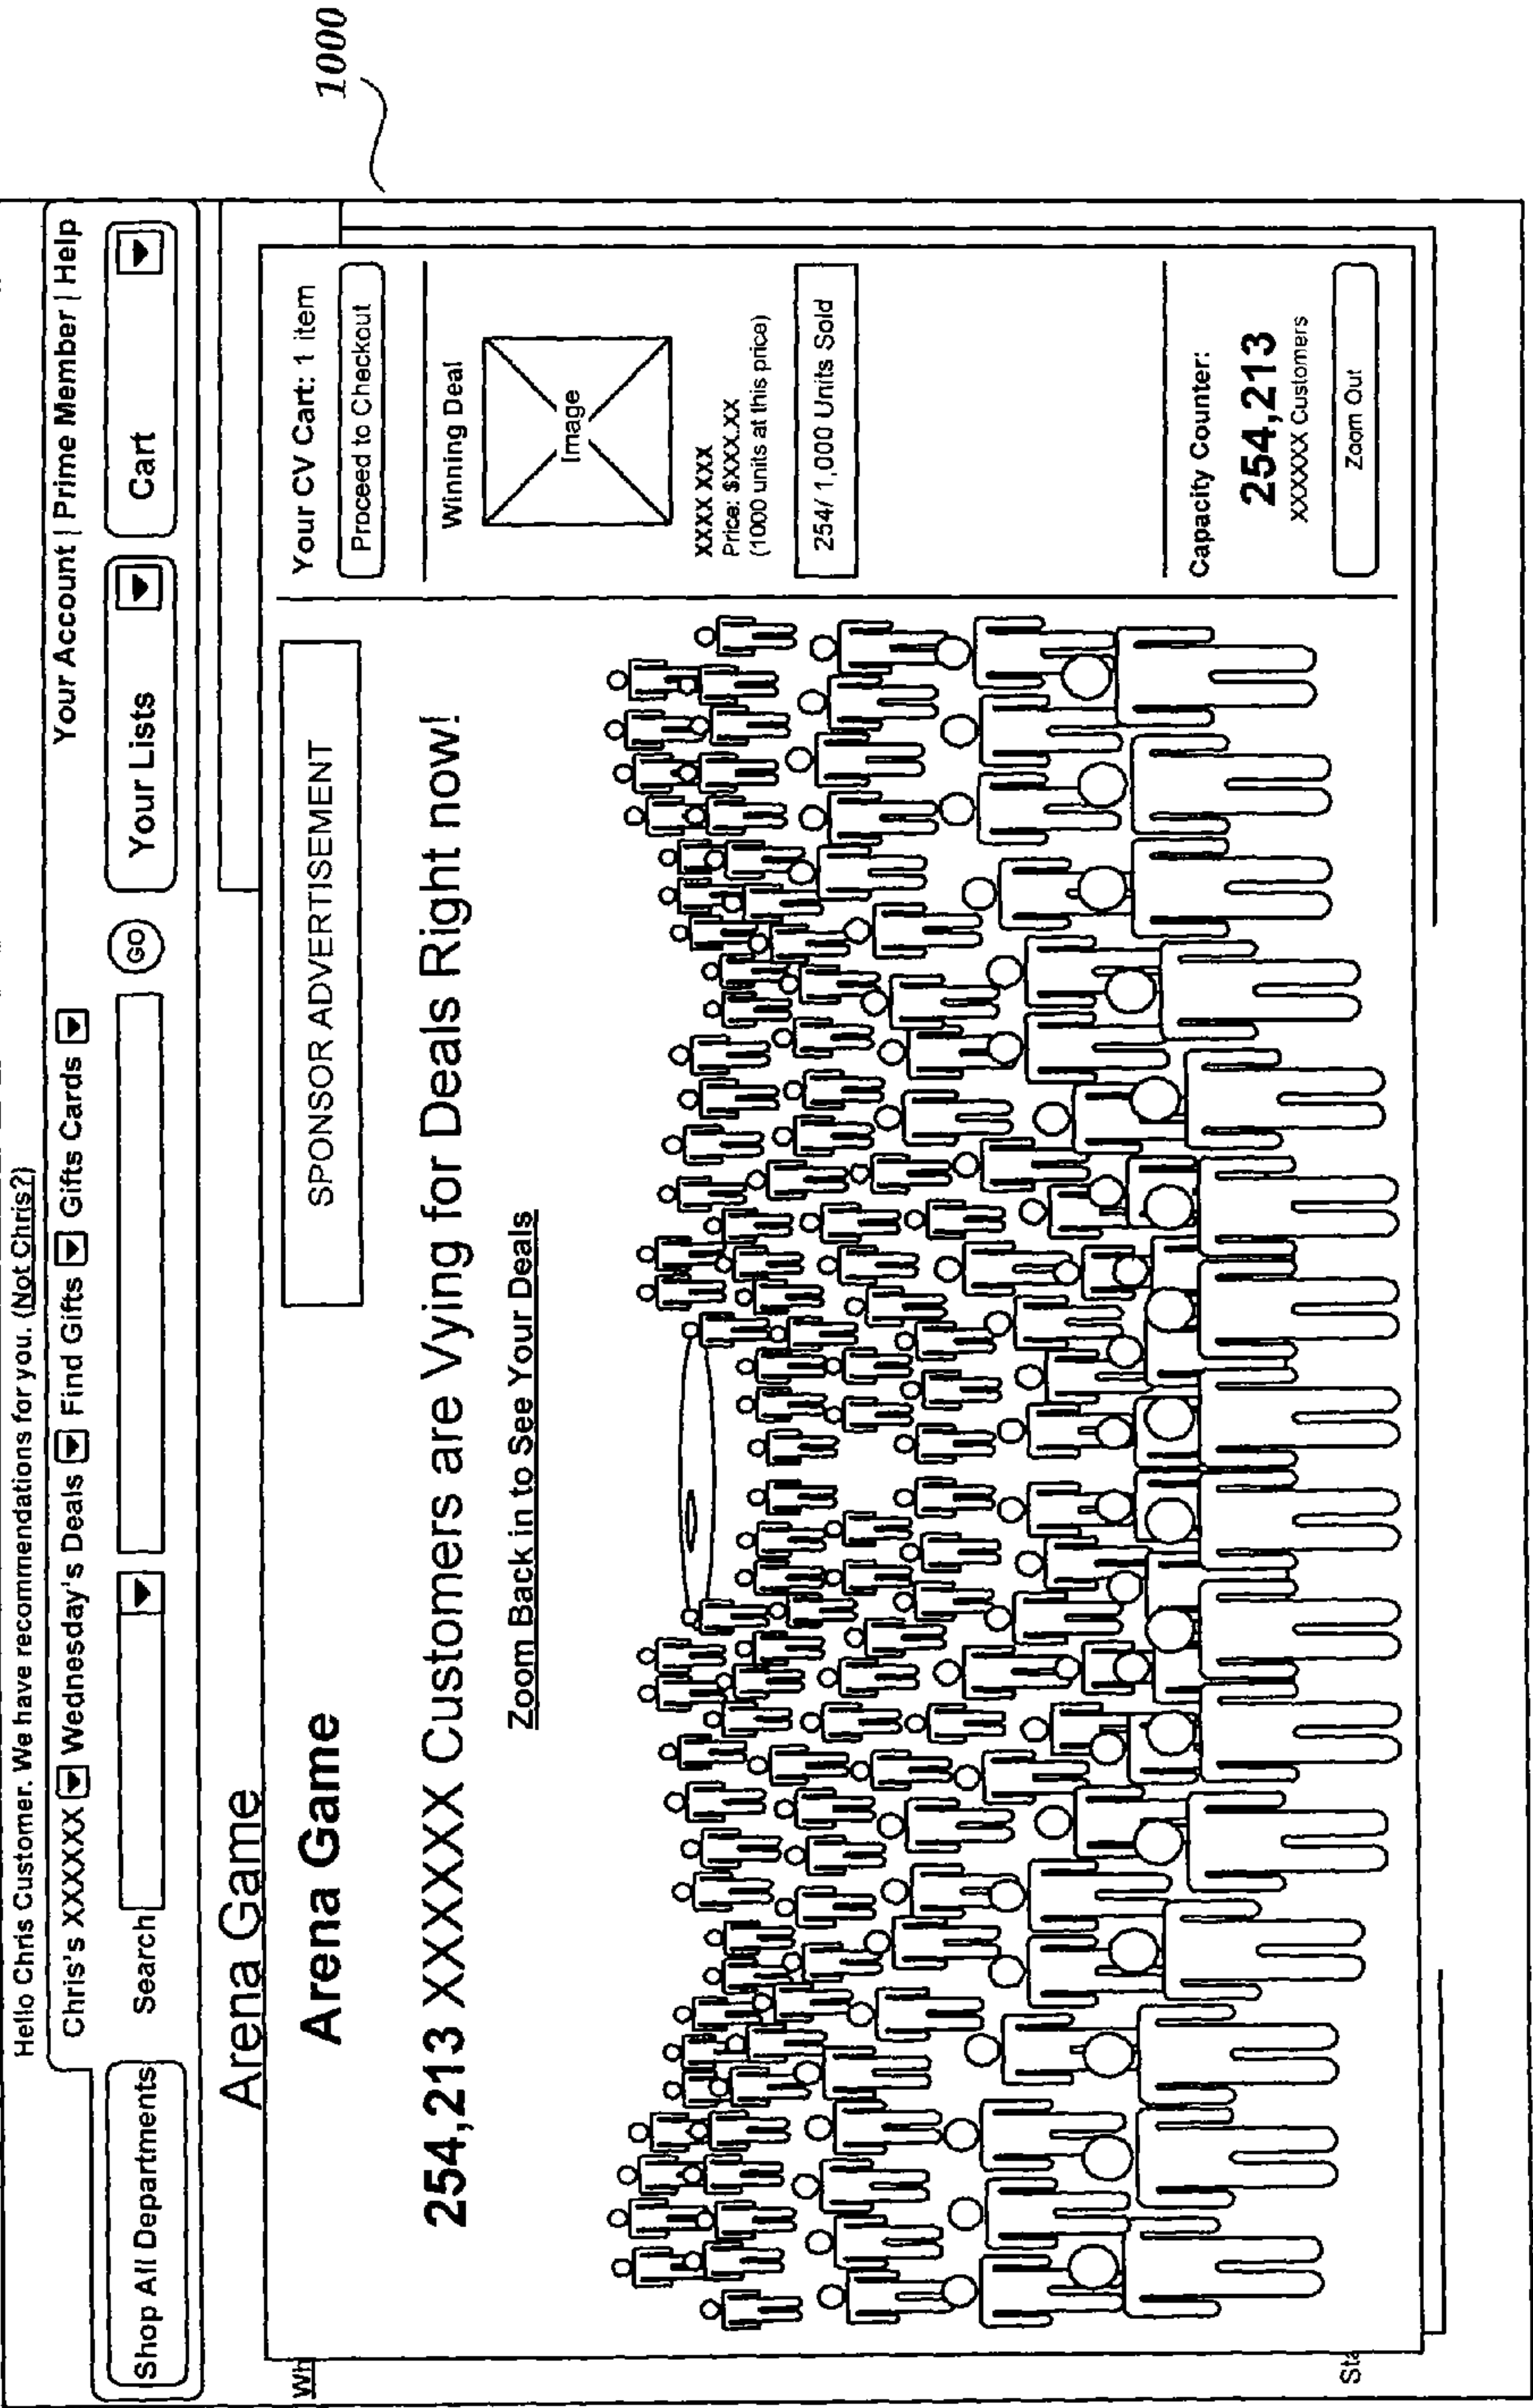 1000
Hello Chris Customer. We have recommendations for you. (Not Chris?)
Chris's XXXXXX Wednesday's Deals Find Gifts Gifts Cards Your Account | Prime Member | Help
Shop All Departments Search GO Your Lists Cart
Arena Game
Wh
Arena Game
SPONSOR ADVERTISEMENT
254,213 XXXXXX Customers are Vying for Deals Right now!
Zoom Back in to See Your Deals
Your CV Cart: 1 item
Proceed to Checkout
Winning Deal
Image
XXXX XXX
Price: $XXX.XX
(1000 units at this price)
254/ 1,000 Units Sold
Capacity Counter:
254,213
XXXXXX Customers
Zoom Out
Sta